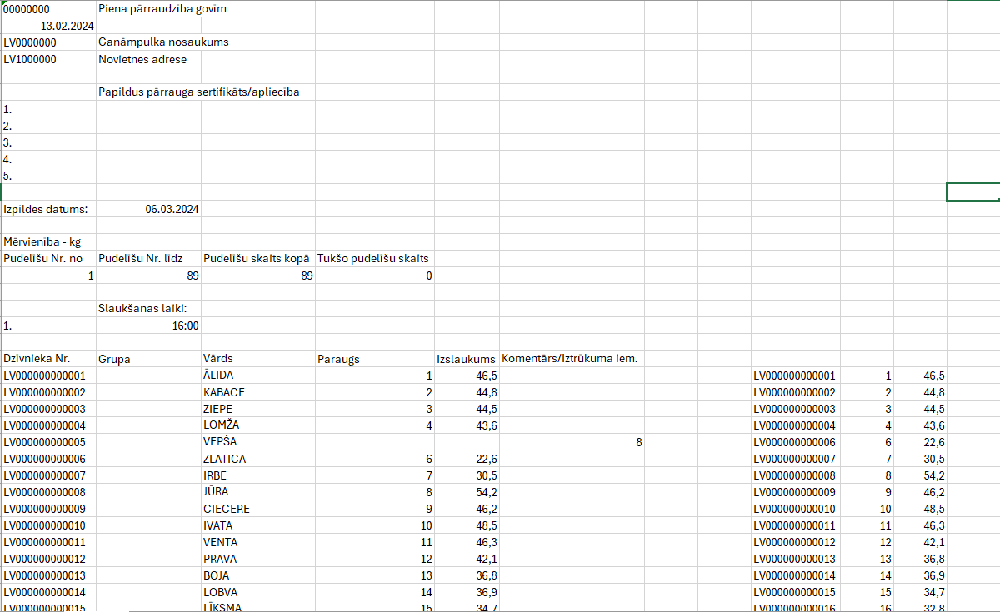 00000000 Piena pārraudzība govīm
13.02.2024
LV0000000 Ganāmpulka nosaukums
LV1000000 Novietnes adrese
Papildus pārrauga sertifikāts/apliecība
1.
2.
3.
4.
5.
Izpildes datums: 06.03.2024
Mērvienība - kg
Pudelīšu Nr. no Pudelīšu Nr. līdz Pudelīšu skaits kopā Tukšo pudelīšu skaits
1 89 89 0
Slaukšanas laiki:
1. 16:00
Dzīvnieka Nr. Grupa Vārds Paraugs Izslaukums Komentārs/Iztrūkuma iem.
LV000000000001 ĀLIDA 1 46,5 LV000000000001 1 46,5
LV000000000002 KABACE 2 44,8 LV000000000002 2 44,8
LV000000000003 ZIEPE 3 44,5 LV000000000003 3 44,5
LV000000000004 LOMŽA 4 43,6 LV000000000004 4 43,6
LV000000000005 VEPŠA 8 LV000000000006 6 22,6
LV000000000006 ZLATICA 6 22,6 LV000000000007 7 30,5
LV000000000007 IRBE 7 30,5 LV000000000008 8 54,2
LV000000000008 JŪRA 8 54,2 LV000000000009 9 46,2
LV000000000009 CIECERE 9 46,2 LV000000000010 10 48,5
LV000000000010 IVATA 10 48,5 LV000000000011 11 46,3
LV000000000011 VENTA 11 46,3 LV000000000012 12 42,1
LV000000000012 PRAVA 12 42,1 LV000000000013 13 36,8
LV000000000013 BOJA 13 36,8 LV000000000014 14 36,9
LV000000000014 LOBVA 14 36,9 LV000000000015 15 34,7
LV000000000015 LĪKSMA 15 34,7 LV000000000016 16 32,8